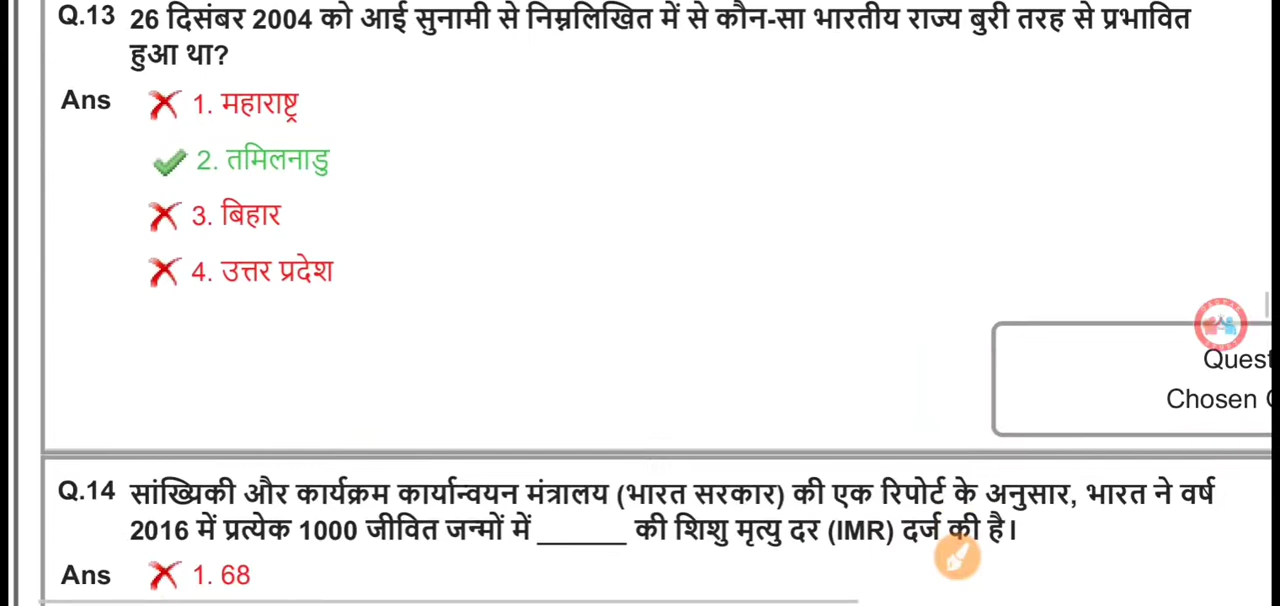 Q.13 26 दिसंबर 2004 को आई सुनामी से निम्नलिखित में से कौन-सा भारतीय राज्य बुरी तरह से प्रभावित
हुआ था?
Ans 1. महाराष्ट्र
2. तमिलनाडु
3. बिहार
4. उत्तर प्रदेश
Quest
Chosen
Q.14 सांख्यिकी और कार्यक्रम कार्यान्वयन मंत्रालय (भारत सरकार) की एक रिपोर्ट के अनुसार, भारत ने वर्ष
2016 में प्रत्येक 1000 जीवित जन्मों में ______ की शिशु मृत्यु दर (IMR) दर्ज की है।
Ans 1. 68